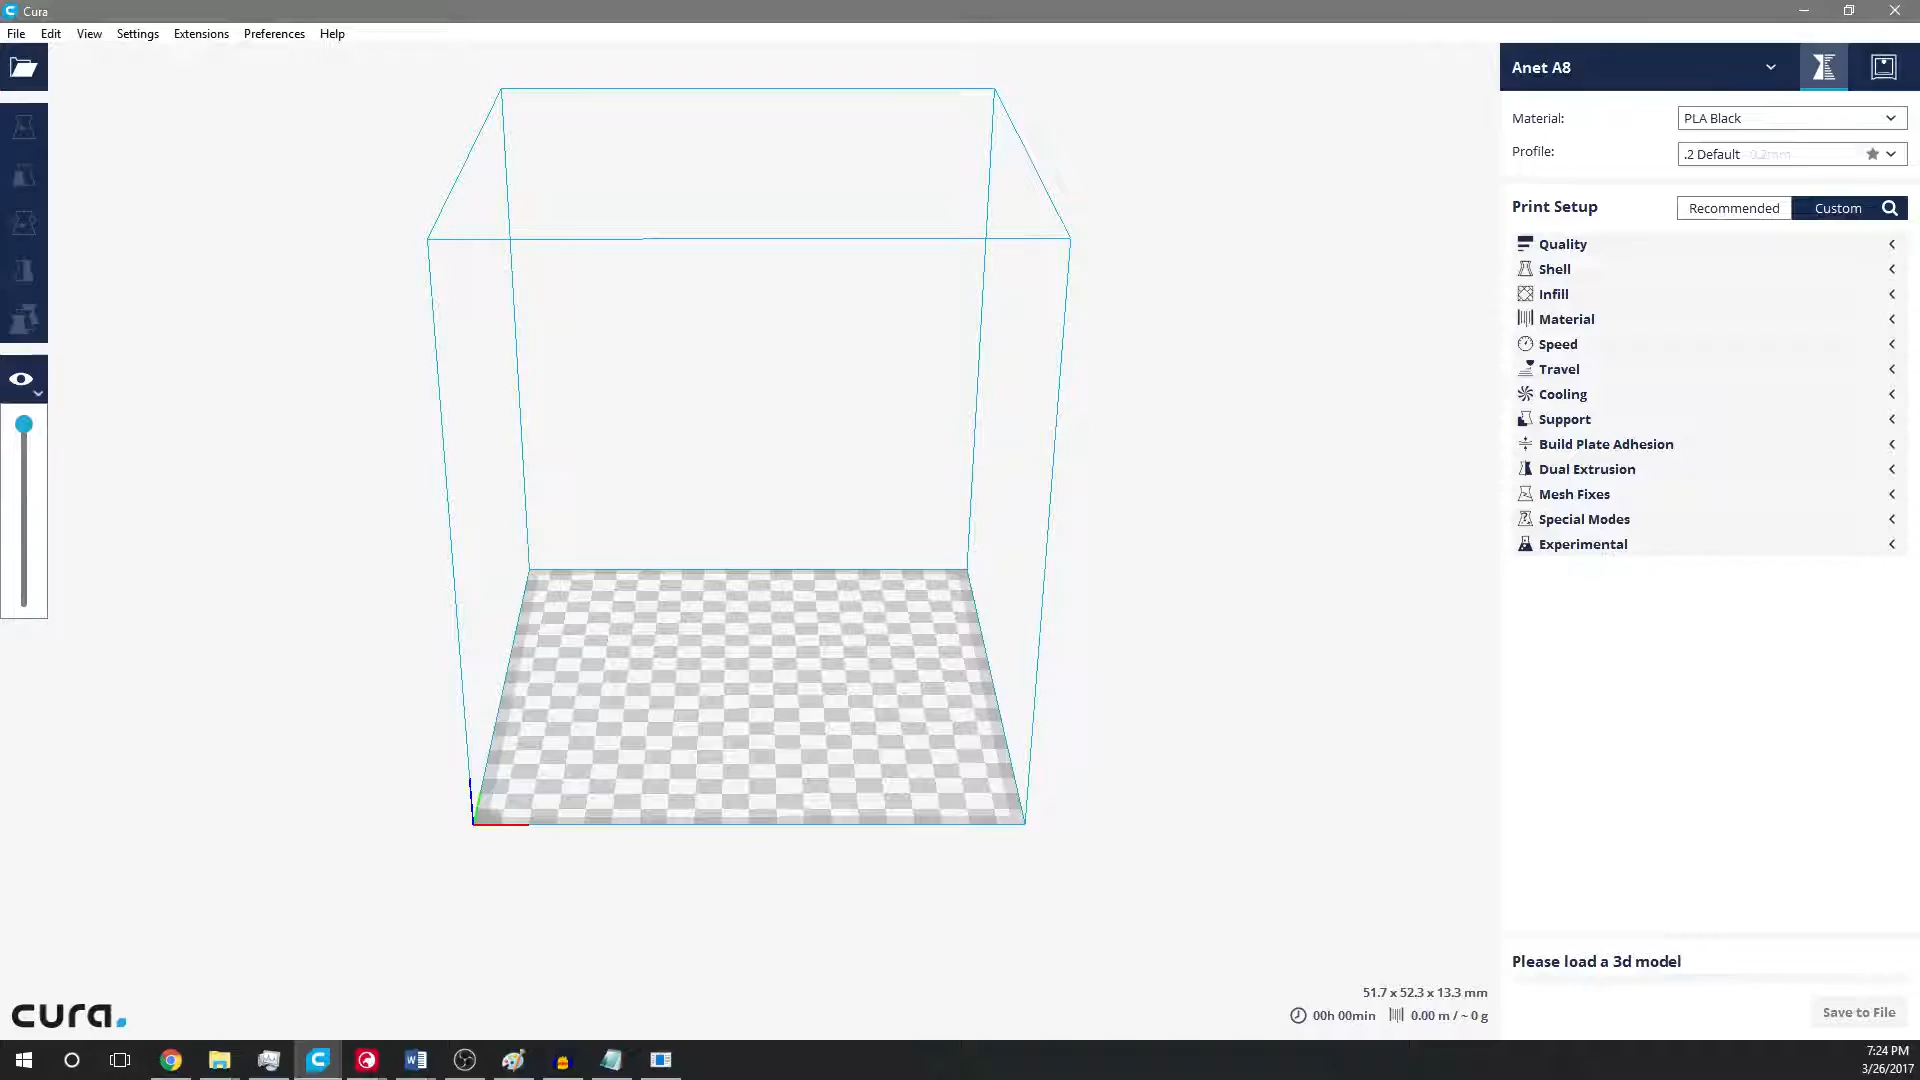 Cura
File Edit View Settings Extensions Preferences Help
Anet A8
Material: PLA Black
Profile: .2 Default 0.2mm
Print Setup Recommended Custom
Quality
Shell
Infill
Material
Speed
Travel
Cooling
Support
Build Plate Adhesion
Dual Extrusion
Mesh Fixes
Special Modes
Experimental
Please load a 3d model
51.7 x 52.3 x 13.3 mm
00h 00min 0.00 m / ~ 0 g
Save to File
cura.
7:24 PM
3/26/2017